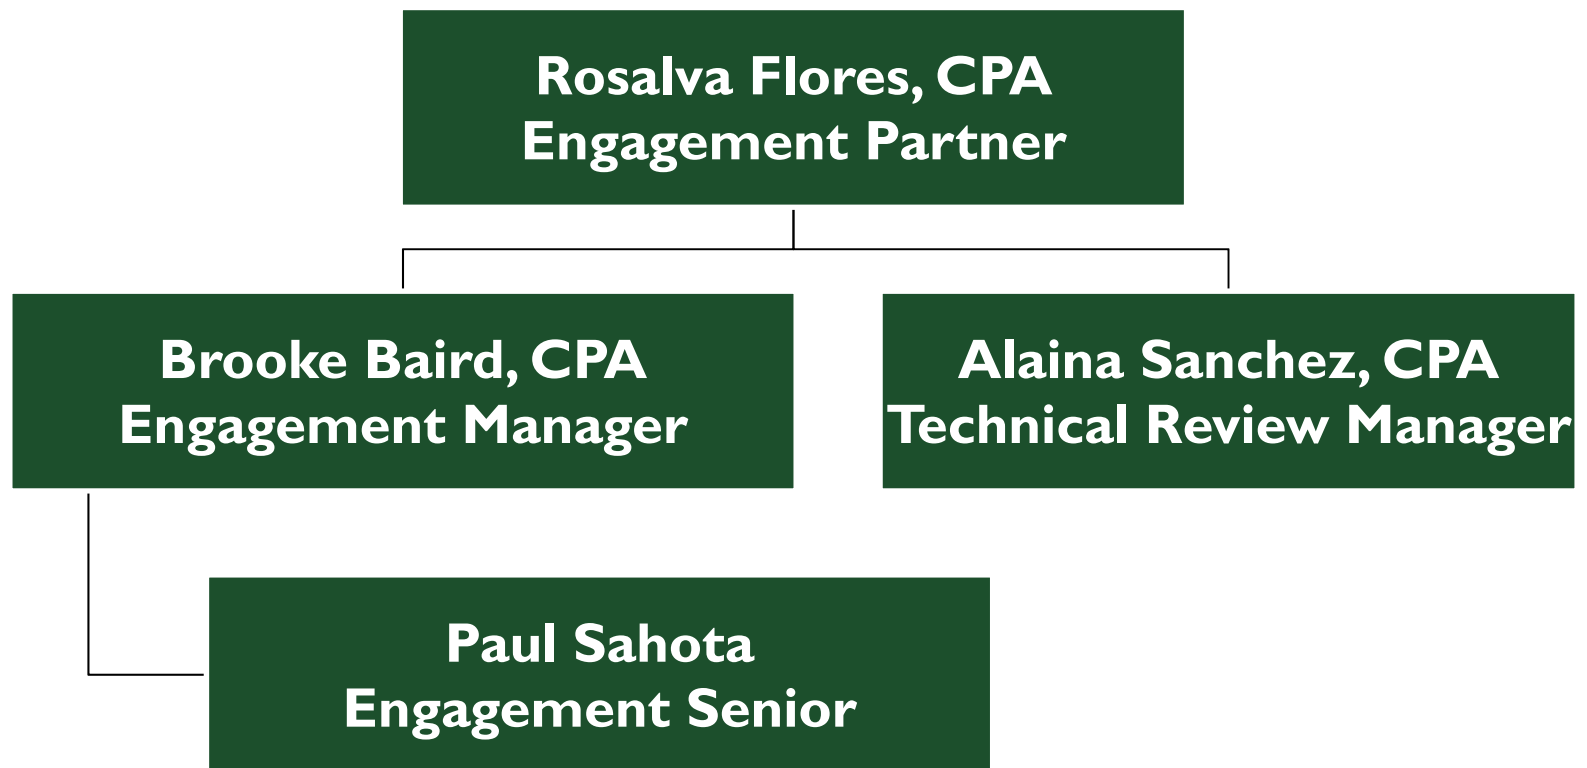 Rosalva Flores, CPA
Engagement Partner
Brooke Baird, CPA
Engagement Manager
Alaina Sanchez, CPA
Technical Review Manager
Paul Sahota
Engagement Senior